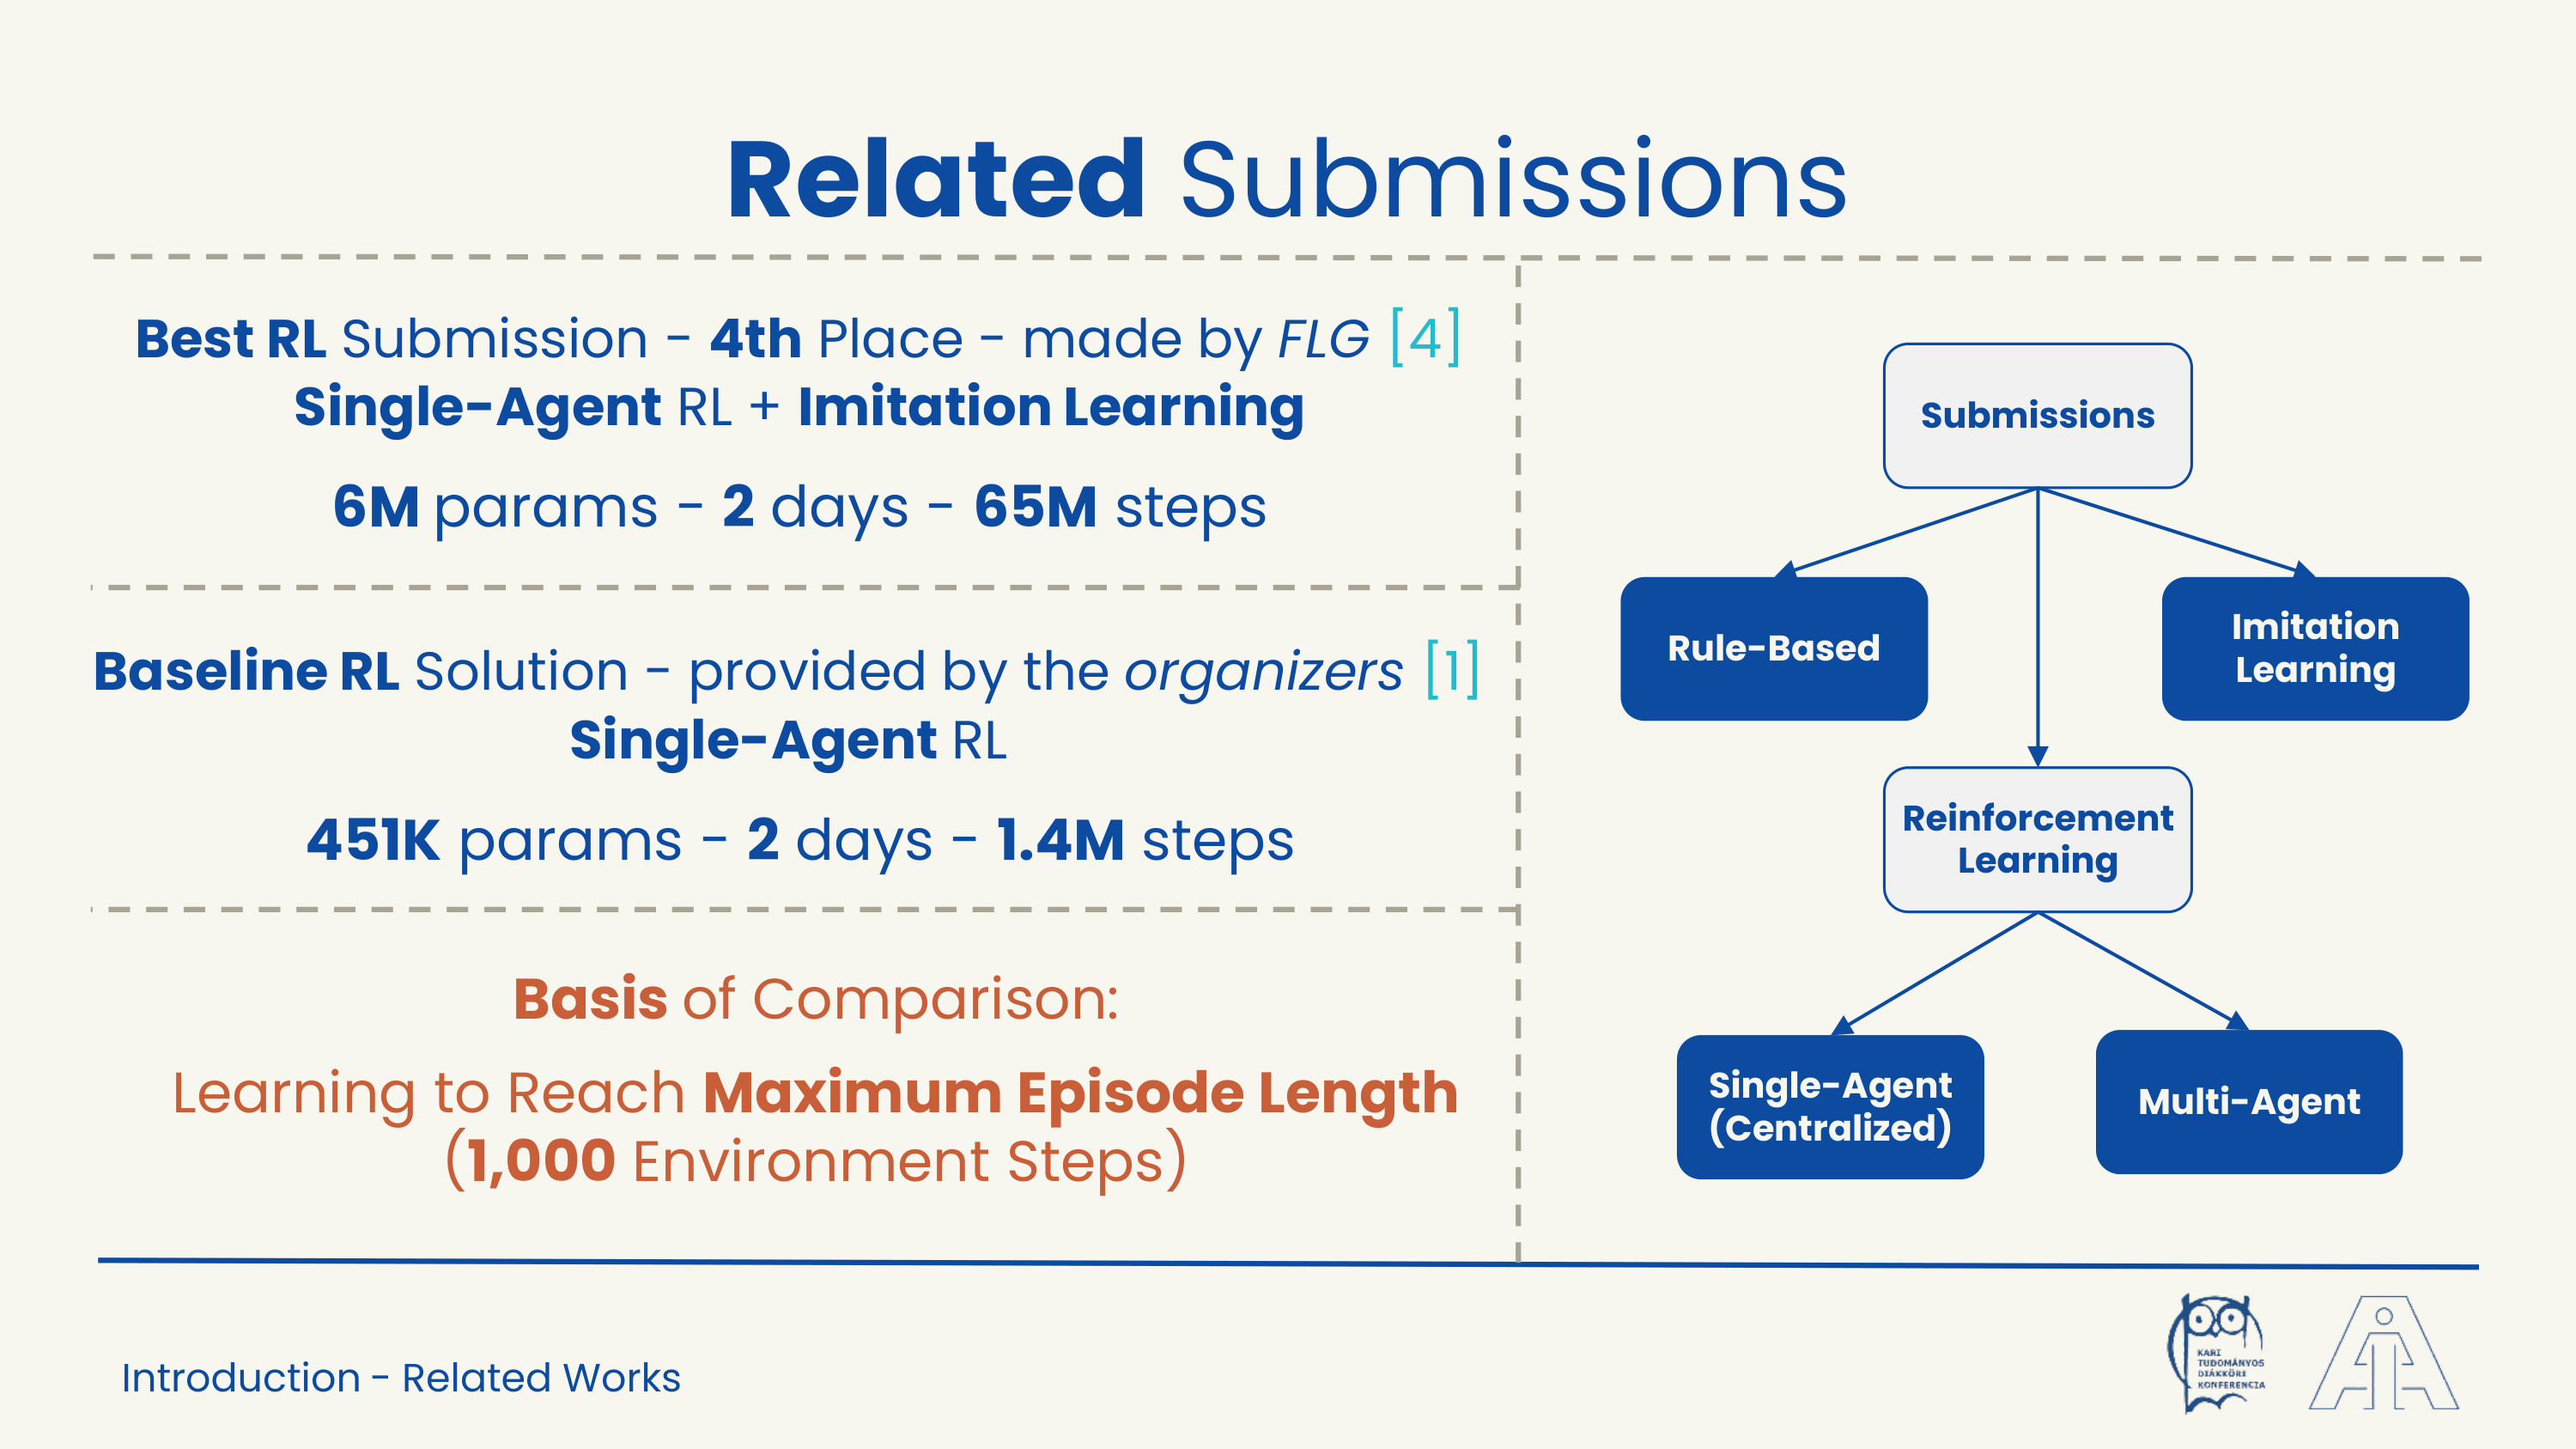 Related Submissions
Best RL Submission - 4th Place - made by FLG [4]
Single-Agent RL + Imitation Learning
6M params - 2 days - 65M steps
Baseline RL Solution - provided by the organizers [1]
Single-Agent RL
451K params - 2 days - 1.4M steps
Basis of Comparison:
Learning to Reach Maximum Episode Length
(1,000 Environment Steps)
Submissions
Rule-Based
Imitation
Learning
Reinforcement
Learning
Single-Agent
(Centralized)
Multi-Agent
Introduction - Related Works
KARI
TUDOMÁNYOS
DIÁKKÖRI
KONFERENCIA